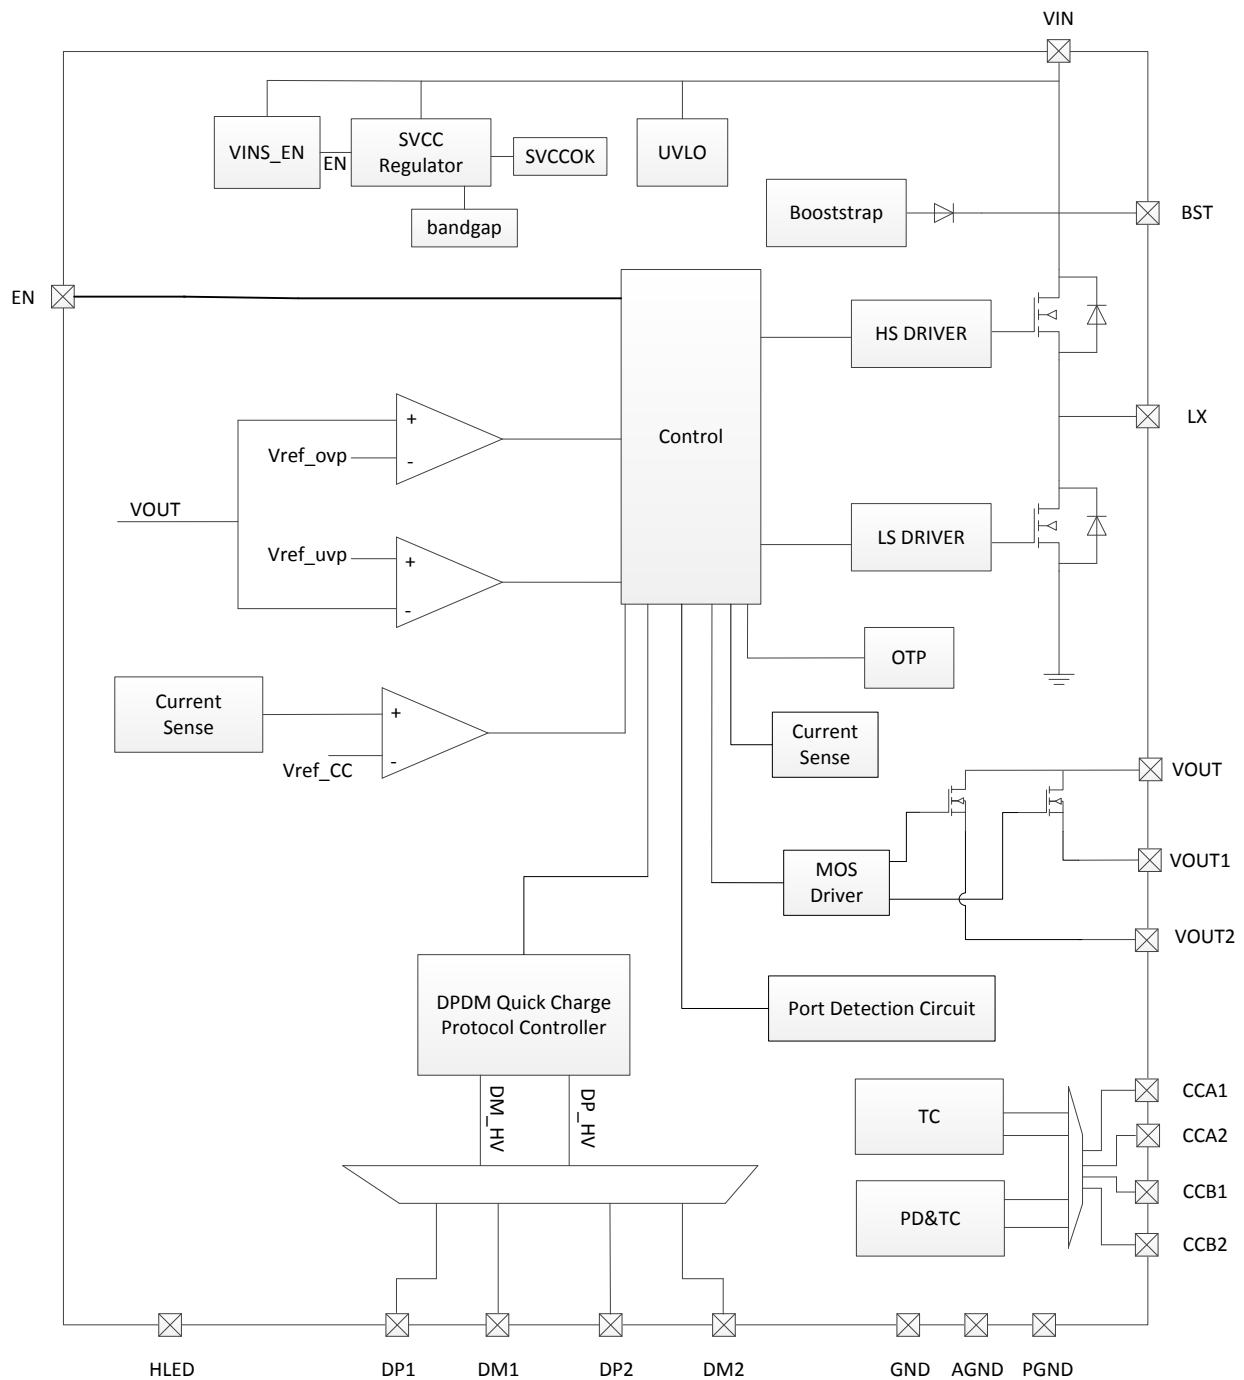 VIN
VINS_EN
EN
SVCC
Regulator
SVCCOK
UVLO
bandgap
Booststrap
BST
EN
HS DRIVER
Control
LX
+
Vref_ovp
-
VOUT
Vref_uvp
+
-
LS DRIVER
OTP
Current
Sense
+
Vref_CC
-
Current
Sense
VOUT
MOS
Driver
VOUT1
VOUT2
DPDM Quick Charge
Protocol Controller
Port Detection Circuit
DM_HV
DP_HV
TC
PD&TC
CCA1
CCA2
CCB1
CCB2
HLED
DP1
DM1
DP2
DM2
GND
AGND
PGND